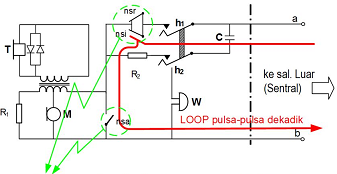 nsr
nsi
h1
a
T
C
R2
h2
ke sal. Luar
(Sentral)
R1
M
W
nsa
LOOP pulsa-pulsa dekadik
b